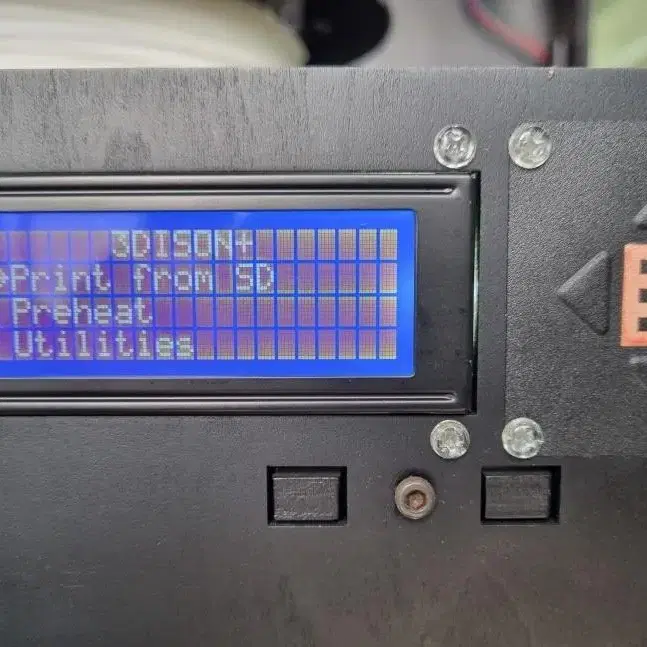 3DISON+
Print from SD
Preheat
Utilities